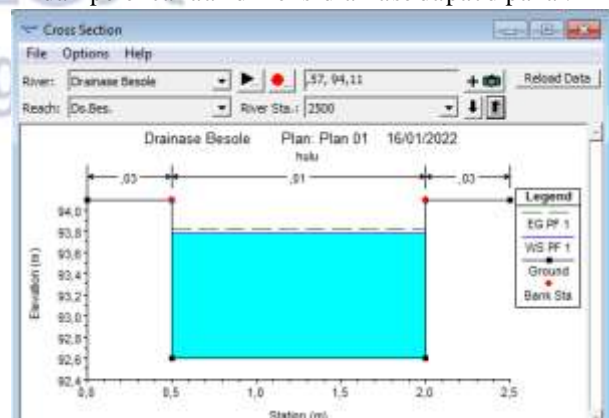 Cross Section
File Options Help
River: Drainase Besole ,57, 94,11 Reload Data
Reach: Ds.Bes. River Sta.: 2500
Drainase Besole Plan: Plan 01 16/01/2022
hulu
,03 ,01 ,03
Legend
EG PF 1
WS PF 1
Ground
Bank Sta
94,0
93,8
93,6
93,4
93,2
93,0
92,8
92,6
92,4
Elevation (m)
0,0 0,5 1,0 1,5 2,0 2,5
Station (m)